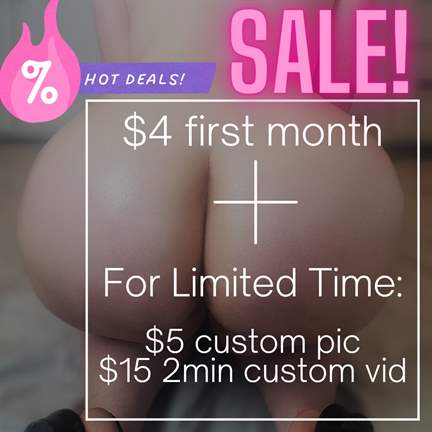 SALE!
%
HOT DEALS!
$4 first month
+
For Limited Time:
$5 custom pic
$15 2min custom vid